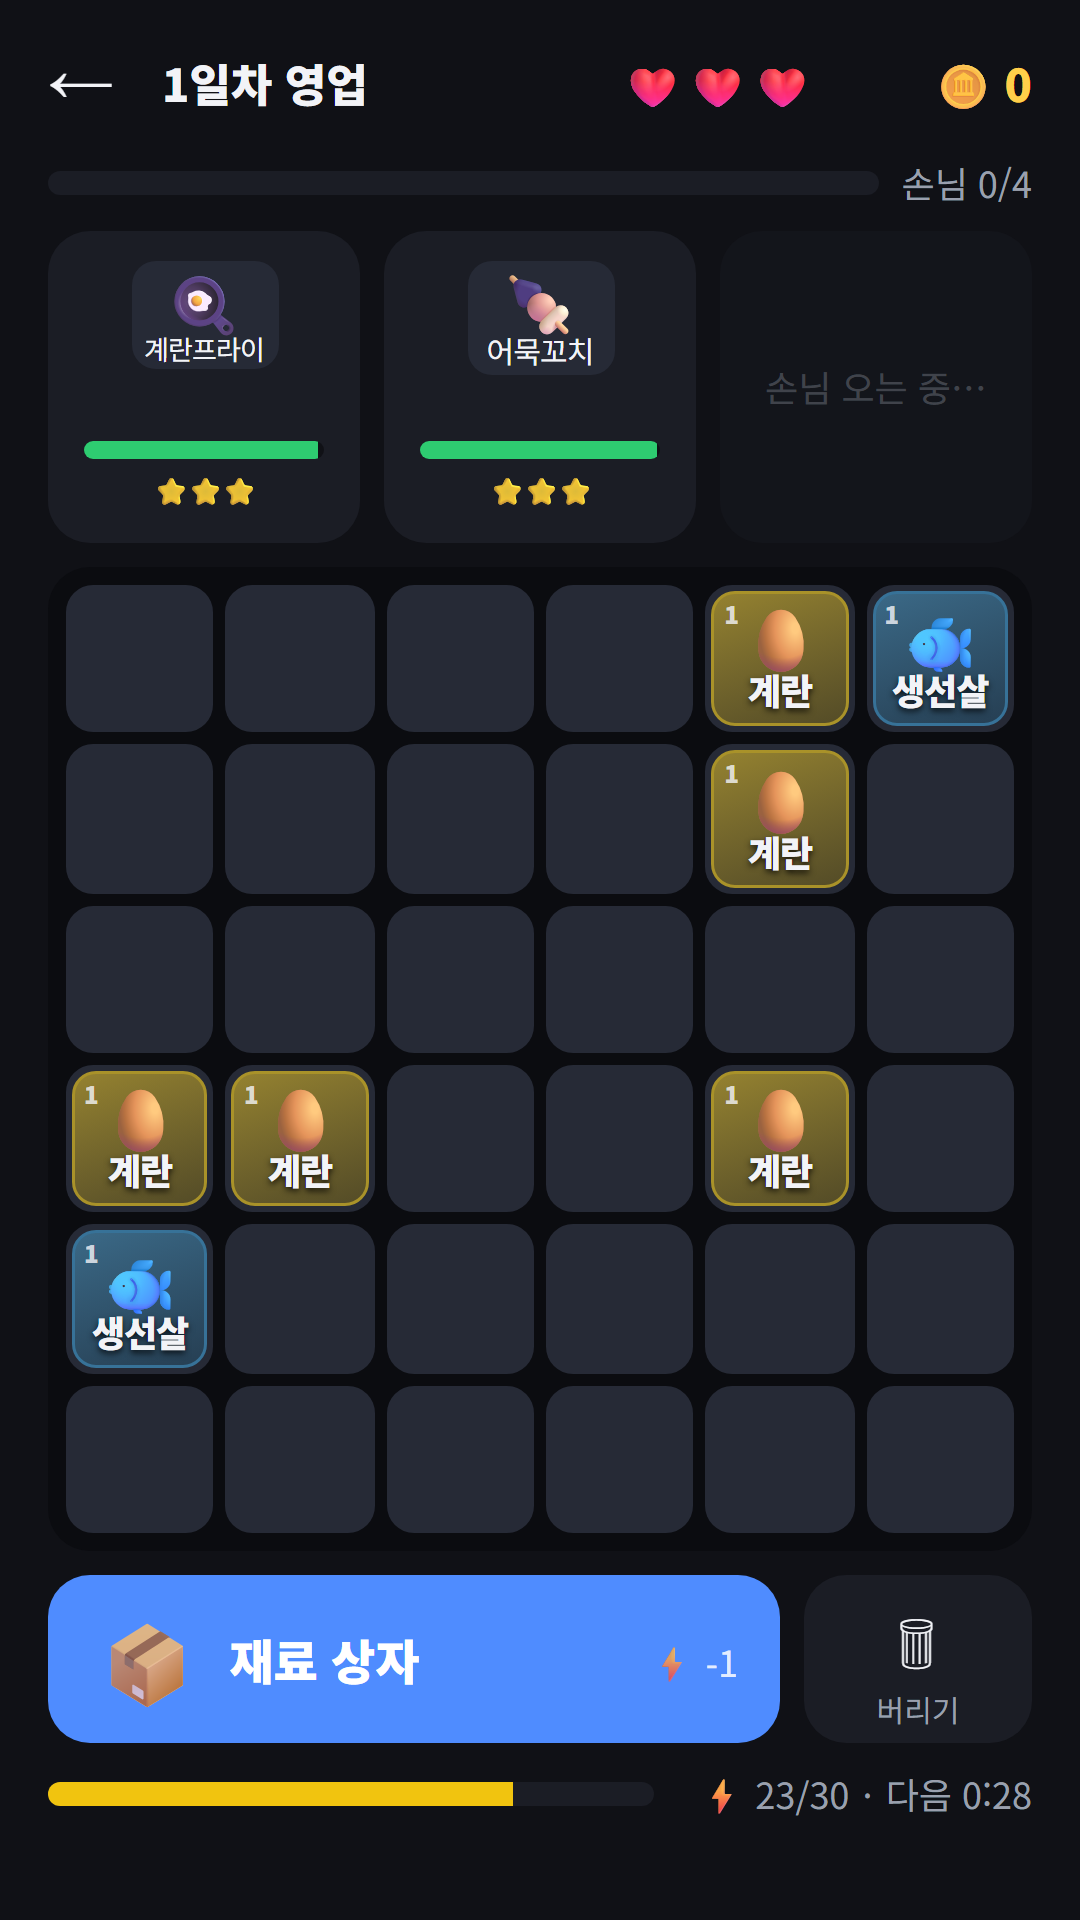 ← 1일차 영업 0
손님 0/4
계란프라이
어묵꼬치
손님 오는 중…
1 계란
1 생선살
1 계란
1 계란
1 계란
1 계란
1 생선살
재료 상자 -1
버리기
23/30 · 다음 0:28